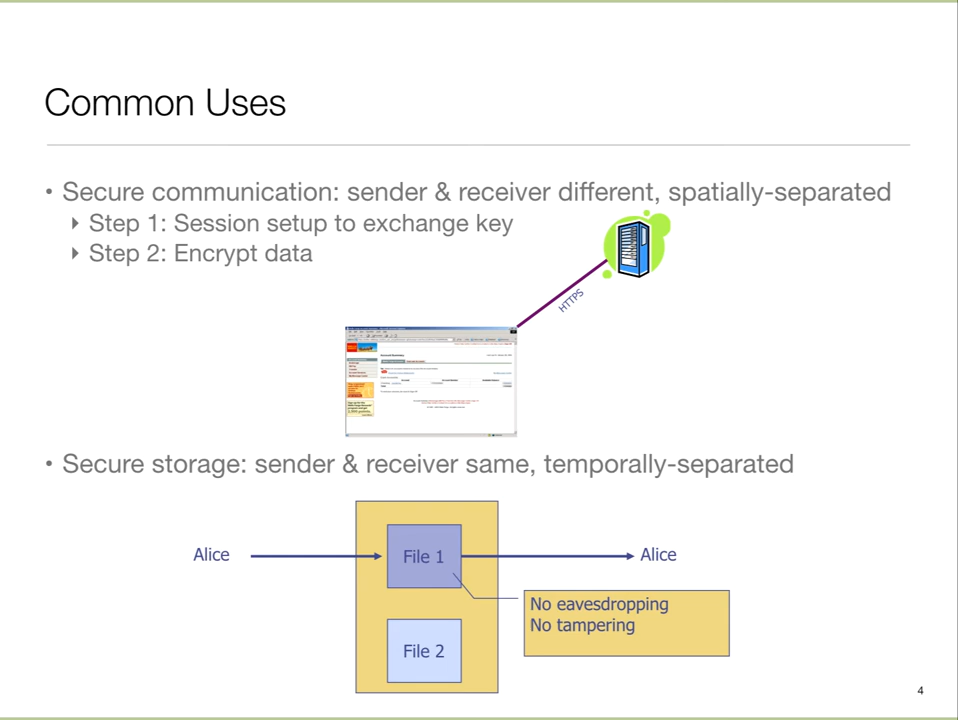 Common Uses
• Secure communication: sender & receiver different, spatially-separated
‣ Step 1: Session setup to exchange key
‣ Step 2: Encrypt data
HTTPS
• Secure storage: sender & receiver same, temporally-separated
Alice
File 1
Alice
No eavesdropping
No tampering
File 2
4